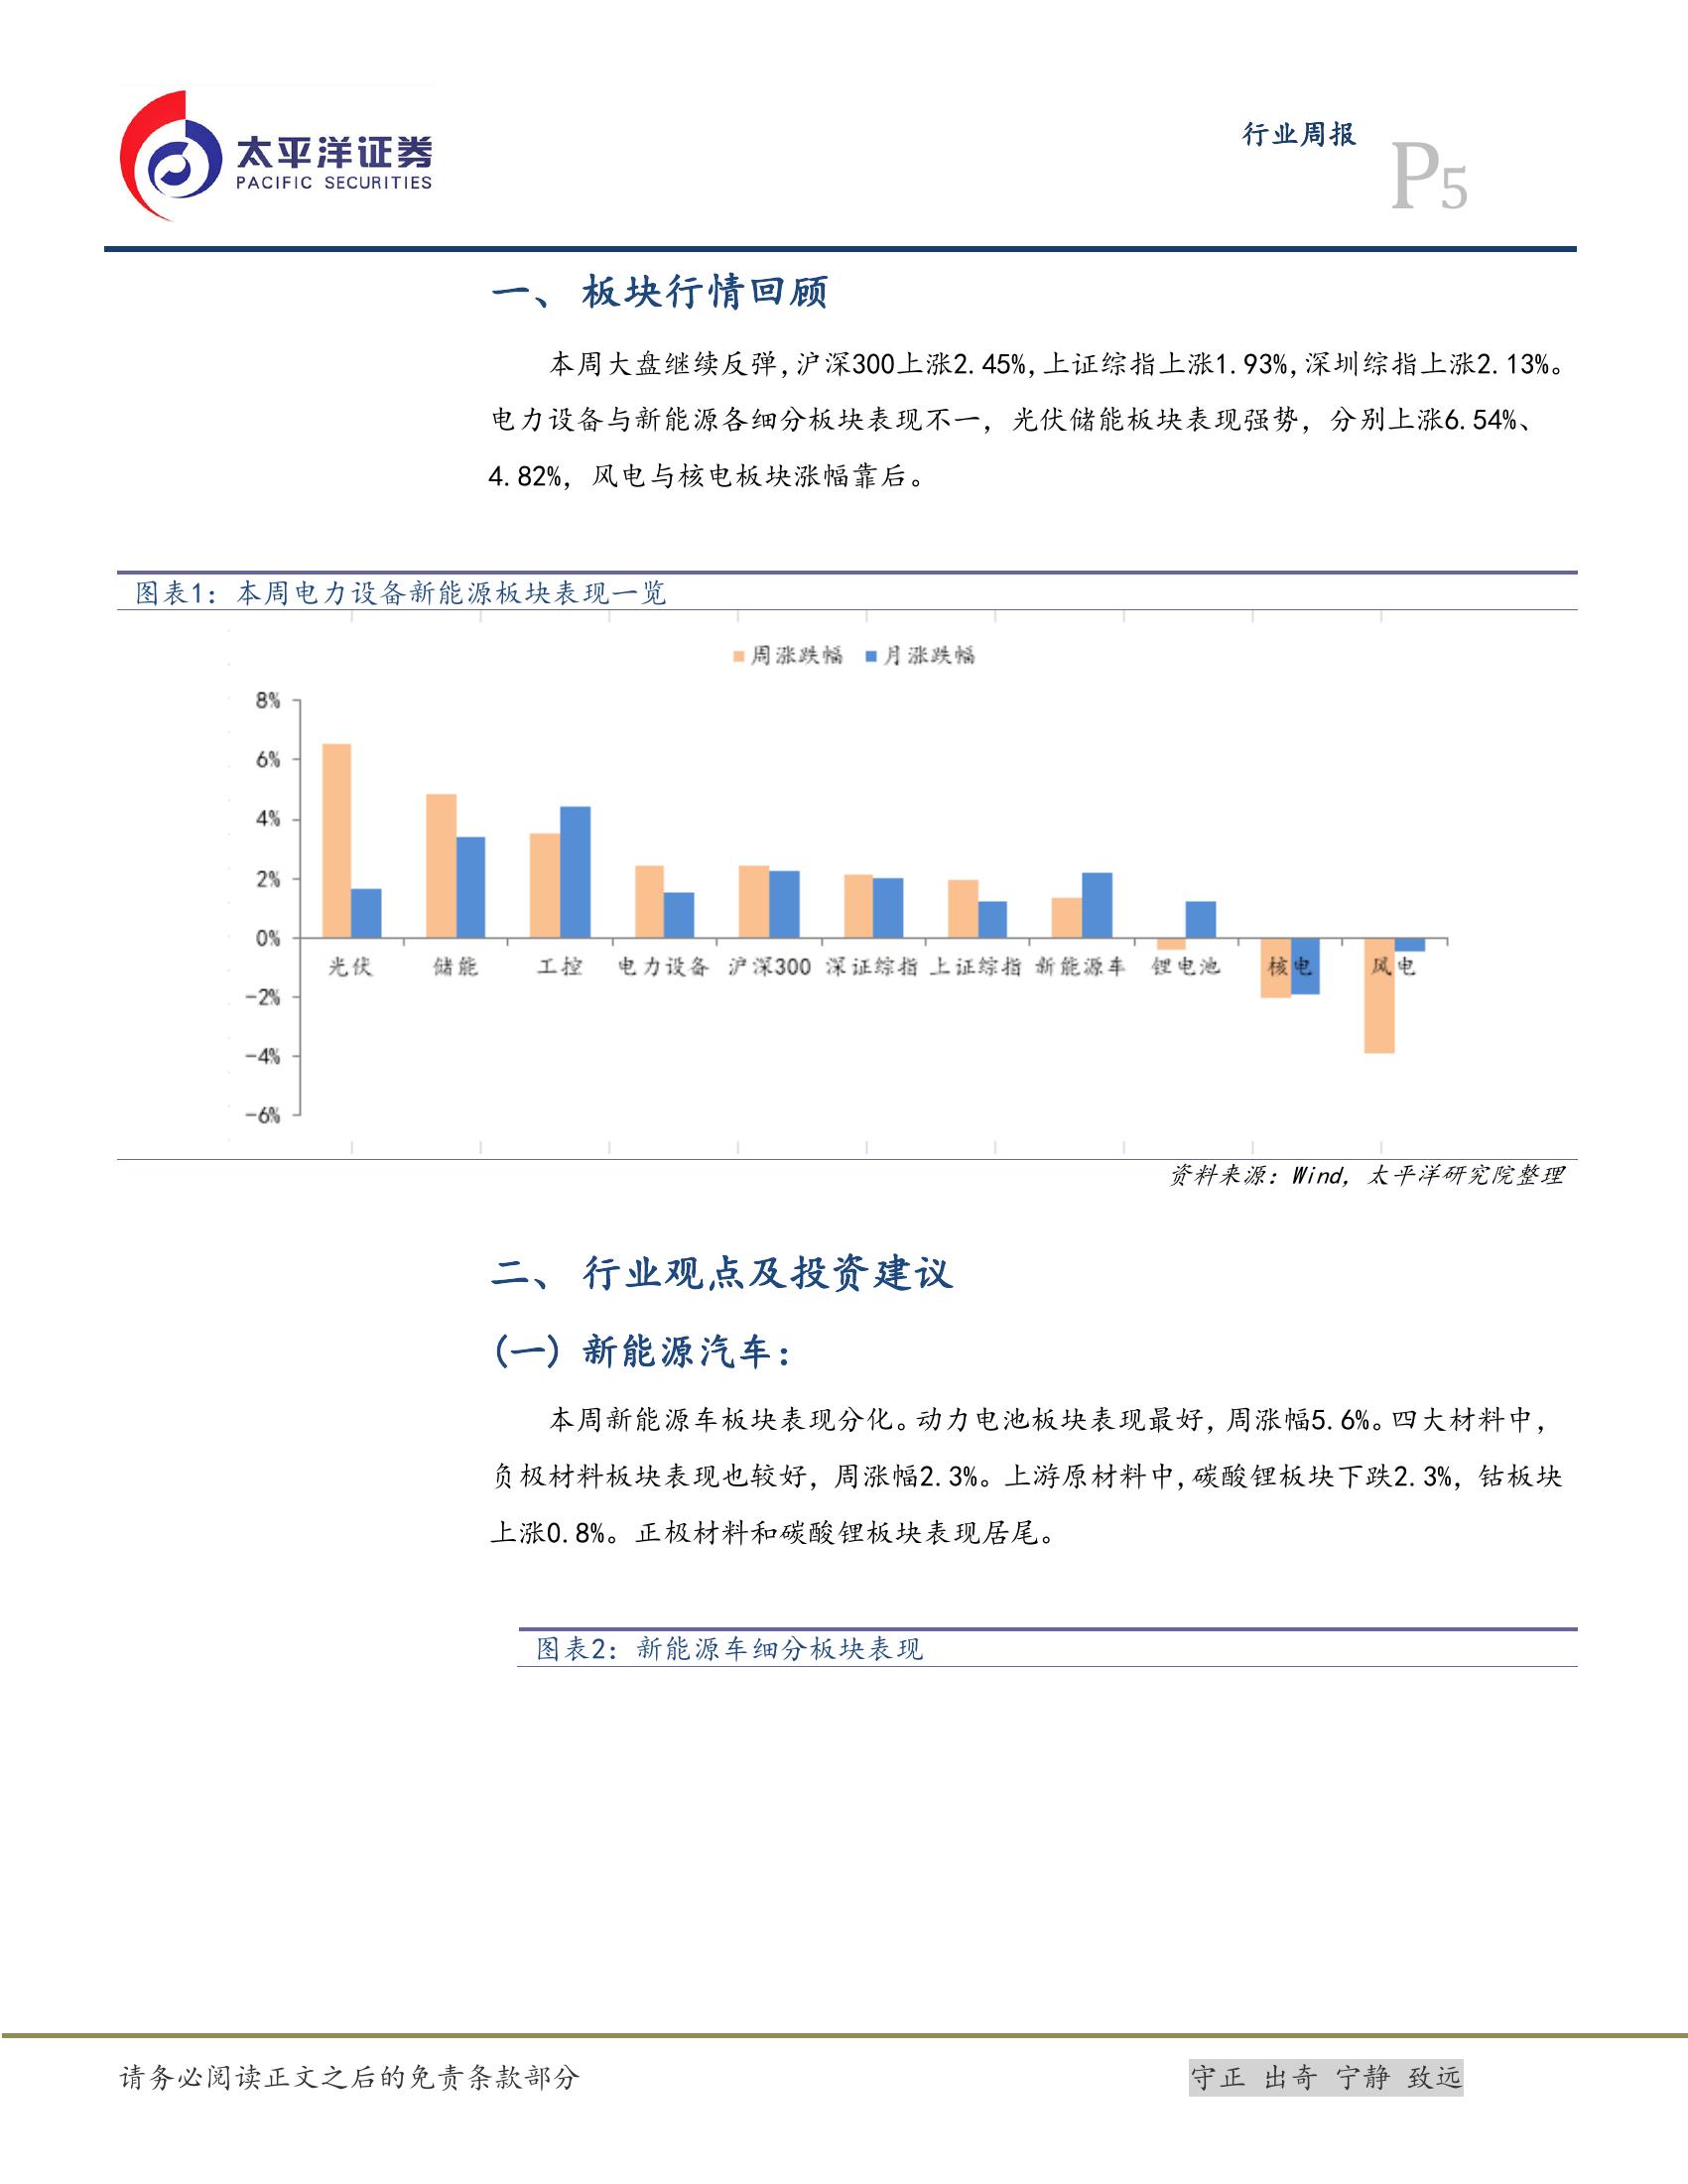 太平洋证券
PACIFIC SECURITIES
行业周报
P5
一、 板块行情回顾
本周大盘继续反弹,沪深300上涨2.45%,上证综指上涨1.93%,深圳综指上涨2.13%。
电力设备与新能源各细分板块表现不一，光伏储能板块表现强势，分别上涨6.54%、
4.82%，风电与核电板块涨幅靠后。
图表1：本周电力设备新能源板块表现一览
周涨跌幅 月涨跌幅
8%
6%
4%
2%
0%
-2%
-4%
-6%
光伏 储能 工控 电力设备 沪深300 深证综指 上证综指 新能源车 锂电池 核电 风电
资料来源：Wind，太平洋研究院整理
二、 行业观点及投资建议
(一) 新能源汽车：
本周新能源车板块表现分化。动力电池板块表现最好，周涨幅5.6%。四大材料中，
负极材料板块表现也较好，周涨幅2.3%。上游原材料中,碳酸锂板块下跌2.3%，钴板块
上涨0.8%。正极材料和碳酸锂板块表现居尾。
图表2：新能源车细分板块表现
请务必阅读正文之后的免责条款部分
守正 出奇 宁静 致远